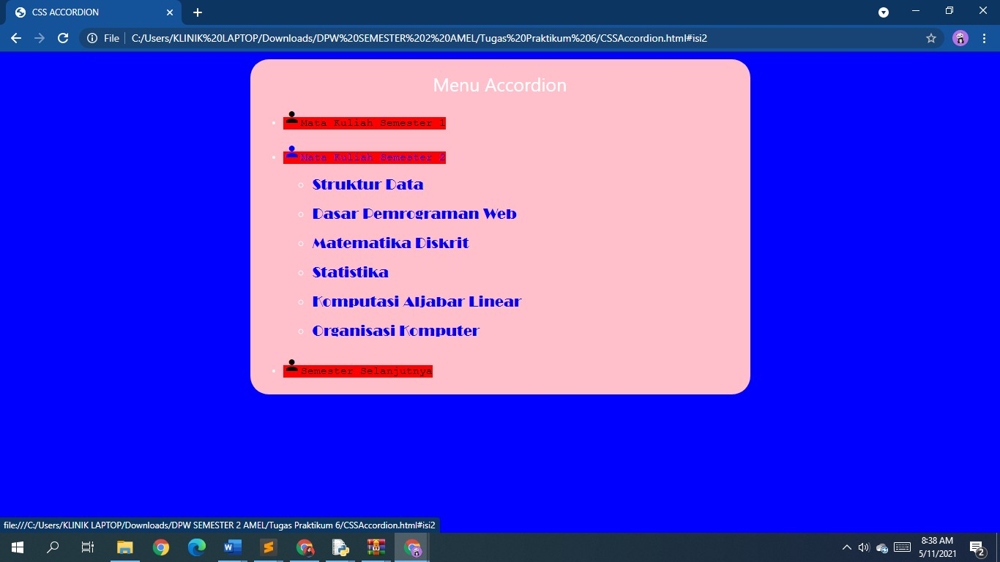 CSS ACCORDION
File
C:/Users/KLINIK%20LAPTOP/Downloads/DPW%20SEMESTER%202%20AMEL/Tugas%20Praktikum%206/CSSAccordion.html#isi2
Menu Accordion
Mata Kuliah Semester 1
Mata Kuliah Semester 2
Struktur Data
Dasar Pemrograman Web
Matematika Diskrit
Statistika
Komputasi Aljabar Linear
Organisasi Komputer
Semester Selanjutnya
file:///C:/Users/KLINIK LAPTOP/Downloads/DPW SEMESTER 2 AMEL/Tugas Praktikum 6/CSSAccordion.html#isi2
8:38 AM
5/11/2021
2